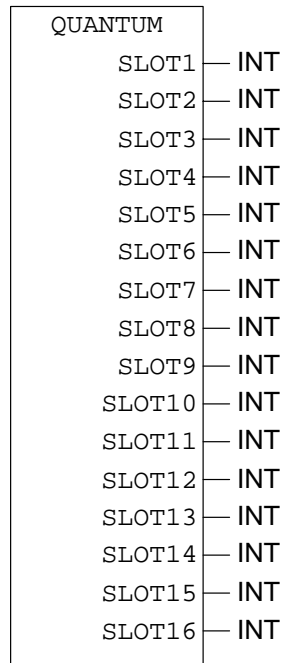 QUANTUM
SLOT1 INT
SLOT2 INT
SLOT3 INT
SLOT4 INT
SLOT5 INT
SLOT6 INT
SLOT7 INT
SLOT8 INT
SLOT9 INT
SLOT10 INT
SLOT11 INT
SLOT12 INT
SLOT13 INT
SLOT14 INT
SLOT15 INT
SLOT16 INT